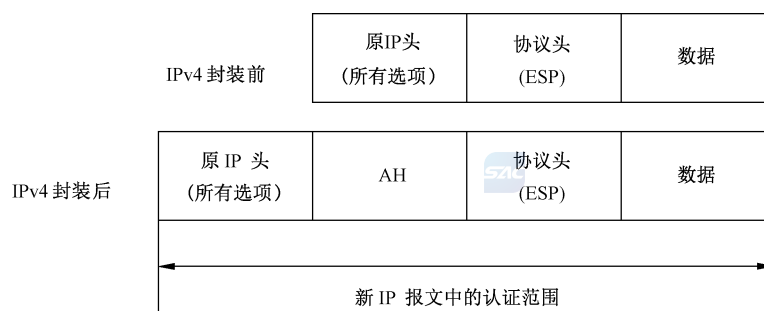 原IP头
(所有选项)
协议头
(ESP)
数据
IPv4 封装前
原 IP 头
(所有选项)
AH
协议头
(ESP)
数据
IPv4 封装后
新 IP 报文中的认证范围
SAC